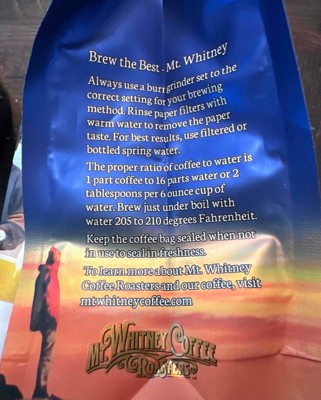 Brew the Best - Mt. Whitney
Always use a burr grinder set to the
correct setting for your brewing
method. Rinse paper filters with
warm water to remove the paper
taste. For best results, use filtered or
bottled spring water.
The proper ratio of coffee to water is
1 part coffee to 16 parts water or 2
tablespoons per 6 ounce cup of
water. Brew just under boil with
water 205 to 210 degrees Fahrenheit.
Keep the coffee bag sealed when not
in use to seal in freshness.
To learn more about Mt. Whitney
Coffee Roasters and our coffee, visit
mtwhitneycoffee.com
Mt. Whitney Coffee
Roasters